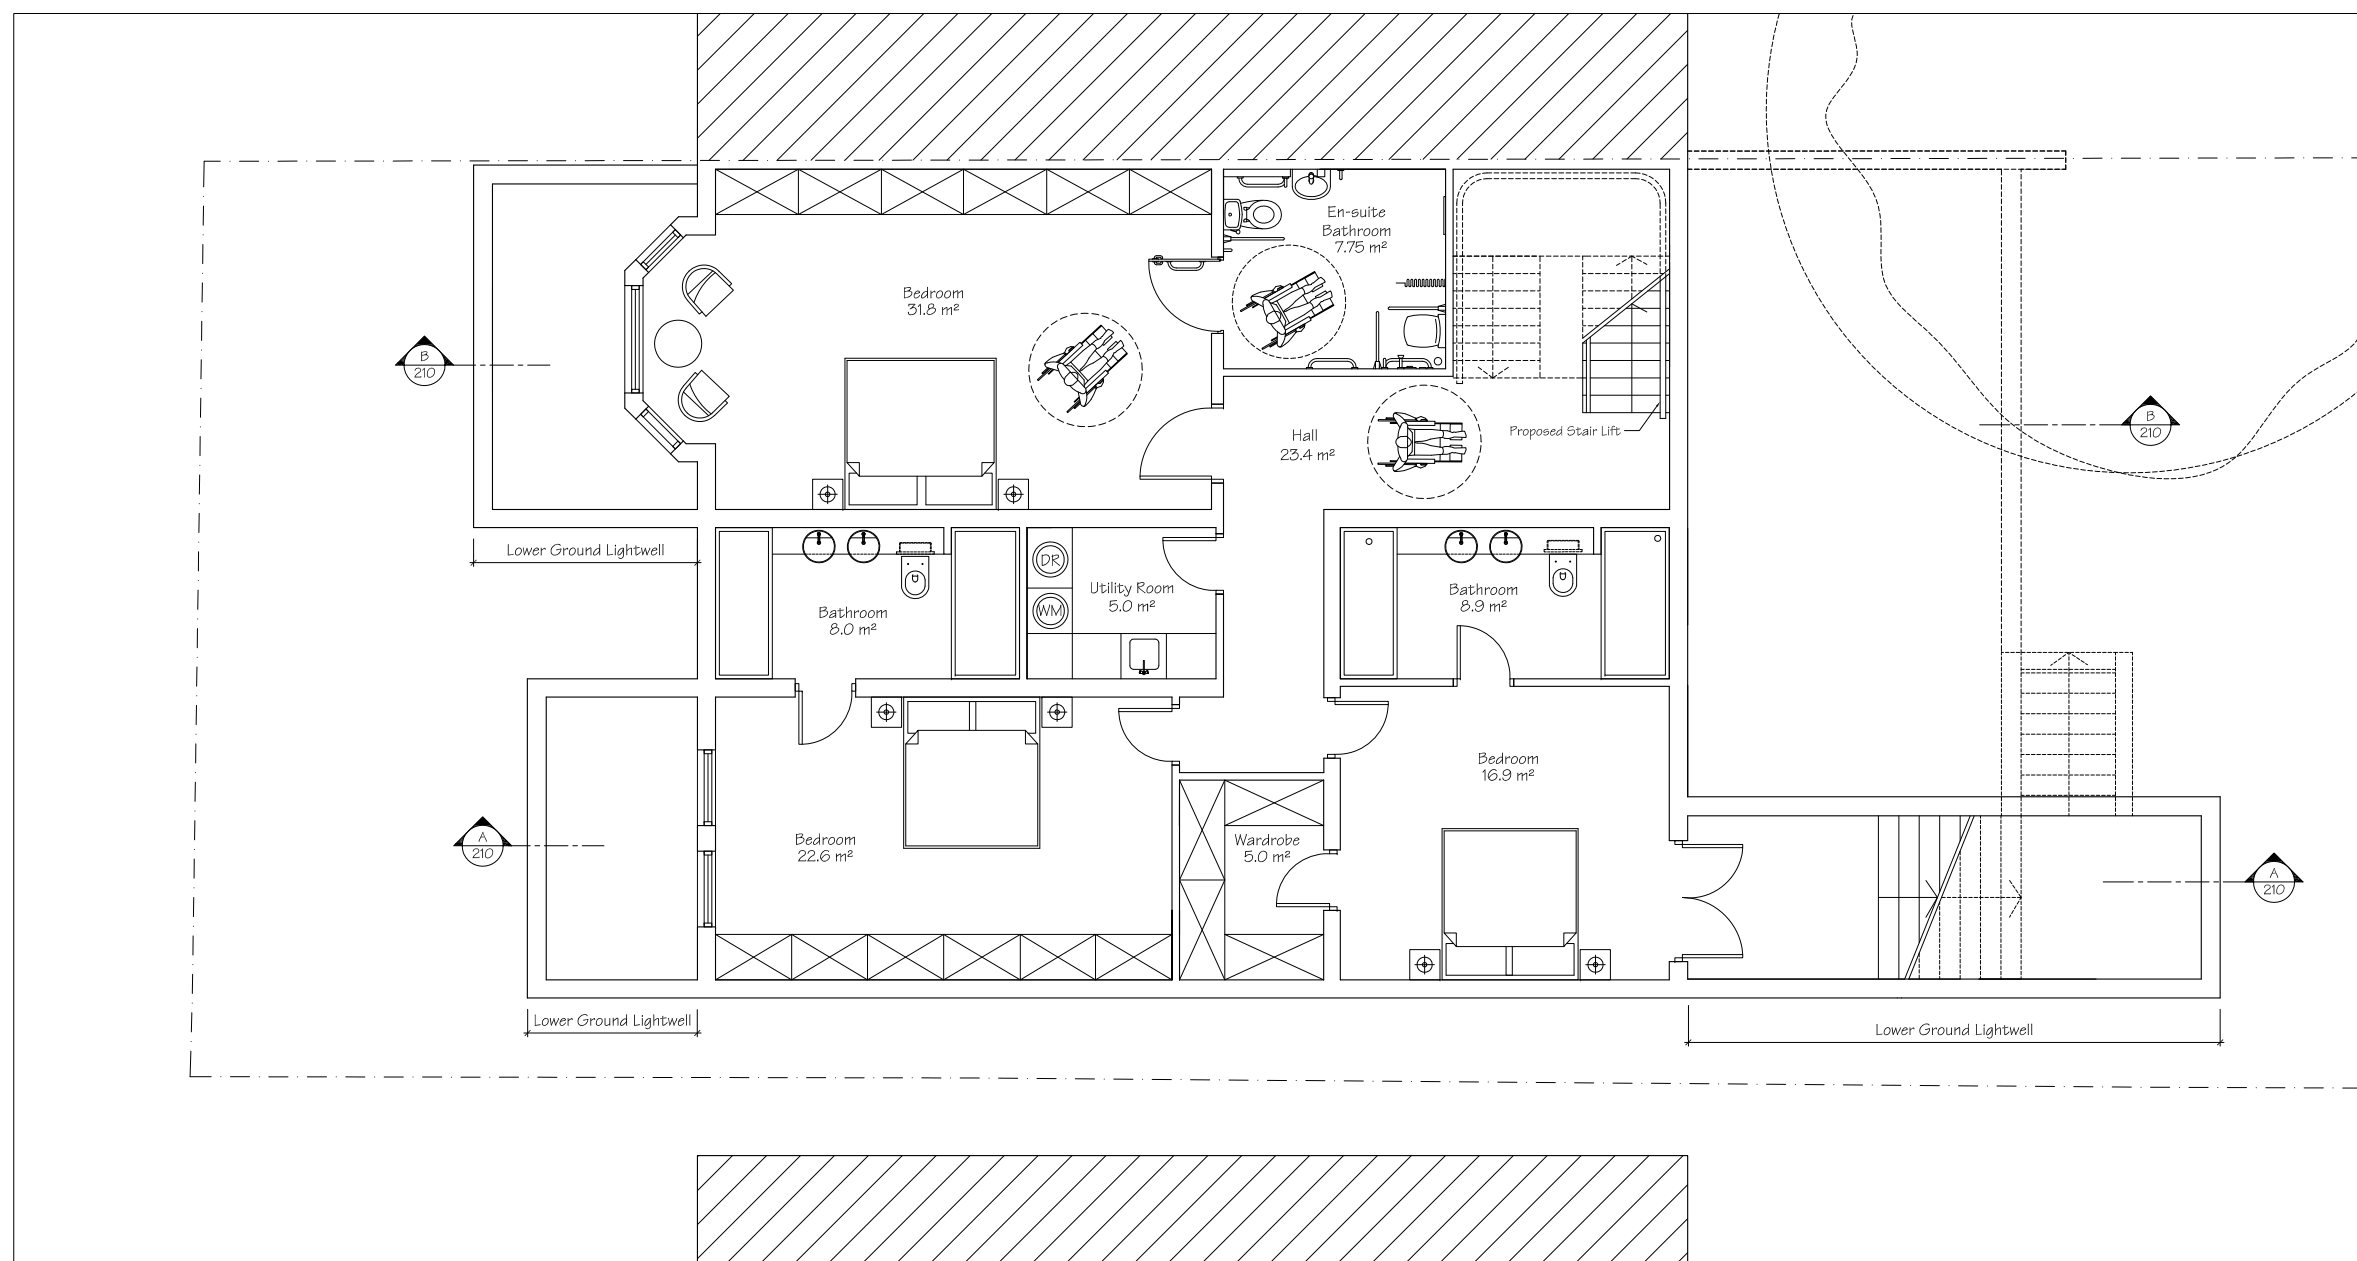 En-suite
Bathroom
7.75 m²
Bedroom
31.8 m²
B
210
Hall
23.4 m²
Proposed Stair Lift
B
210
Lower Ground Lightwell
DR
WM
Utility Room
5.0 m²
Bathroom
8.0 m²
Bathroom
8.9 m²
Bedroom
16.9 m²
A
210
Bedroom
22.6 m²
Wardrobe
5.0 m²
A
210
Lower Ground Lightwell
Lower Ground Lightwell